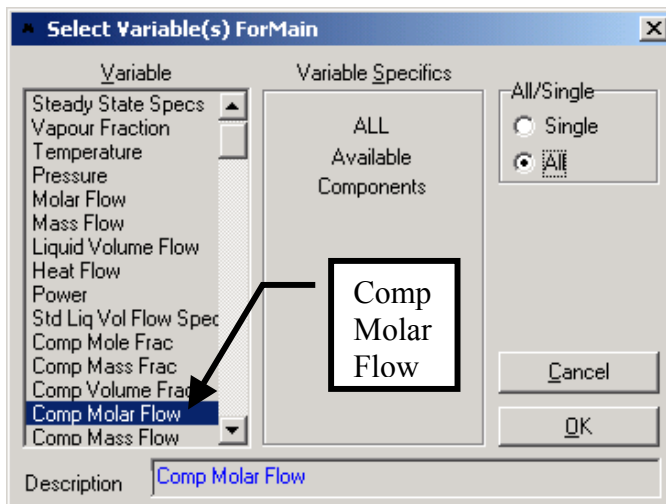 Select Variable(s) ForMain
Variable
Steady State Specs
Vapour Fraction
Temperature
Pressure
Molar Flow
Mass Flow
Liquid Volume Flow
Heat Flow
Power
Std Liq Vol Flow Spec
Comp Mole Frac
Comp Mass Frac
Comp Volume Frac
Comp Molar Flow
Comp Mass Flow
Variable Specifics
ALL
Available
Components
All/Single
Single
All
Comp
Molar
Flow
Cancel
OK
Description
Comp Molar Flow